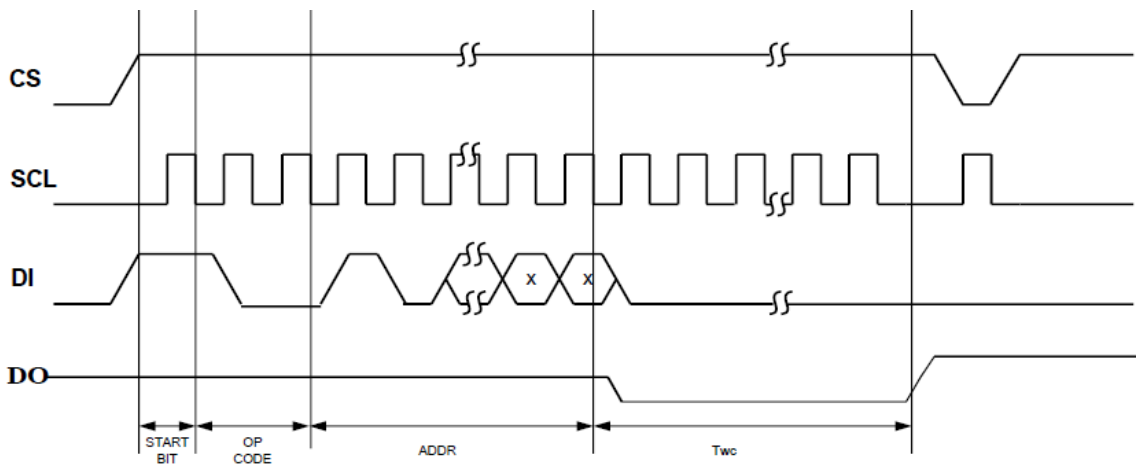 CS
SCL
DI
X
X
DO
START
BIT
OP
CODE
ADDR
Twc